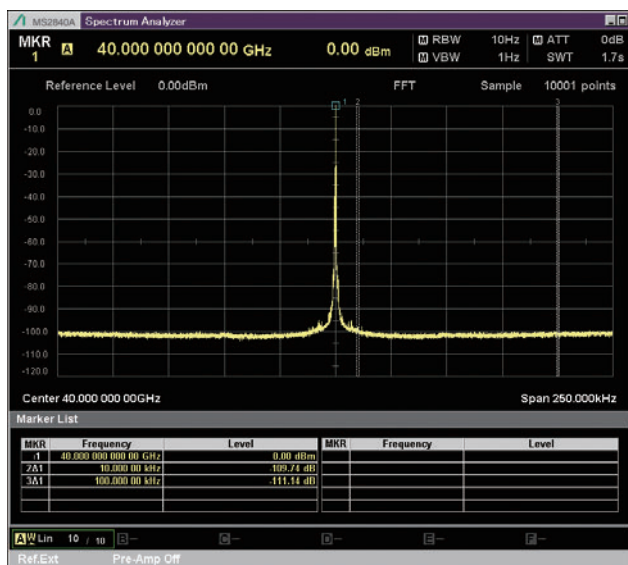 MS2840A Spectrum Analyzer
MKR 1 A 40.000 000 000 00 GHz 0.00 dBm M RBW 10Hz M ATT 0dB
M VBW 1Hz SWT 1.7s
Reference Level 0.00dBm FFT Sample 10001 points
1 2 3
0.0
-10.0
-20.0
-30.0
-40.0
-50.0
-60.0
-70.0
-80.0
-90.0
-100.0
-110.0
-120.0
Center 40.000 000 00GHz Span 250.000kHz
Marker List
MKR Frequency Level MKR Frequency Level
1 40.000 000 000 00 GHz 0.00 dBm
2Δ1 10.000 00 kHz -109.74 dB
3Δ1 100.000 00 kHz -111.14 dB
A W Lin 10 / 10 B-- C-- D-- E-- F--
Ref.Ext Pre-Amp Off